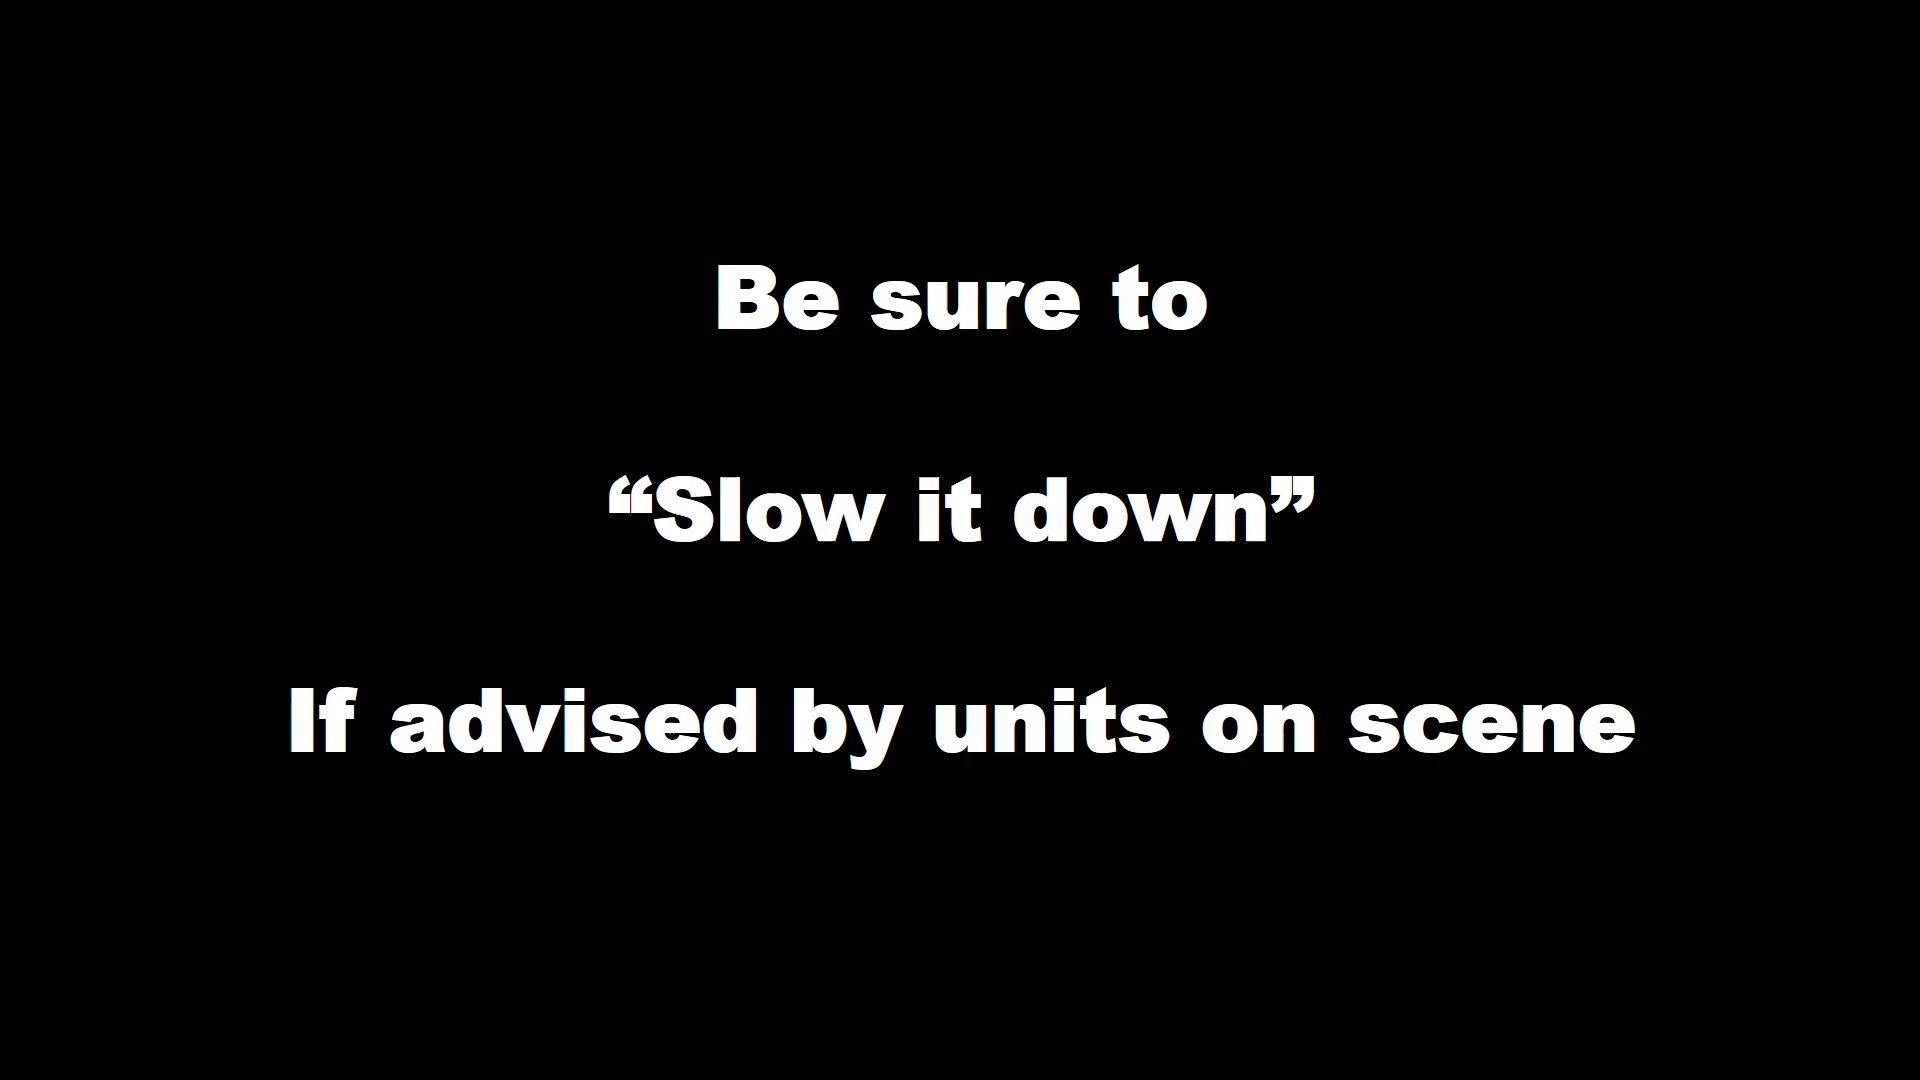 Be sure to
“Slow it down”
If advised by units on scene